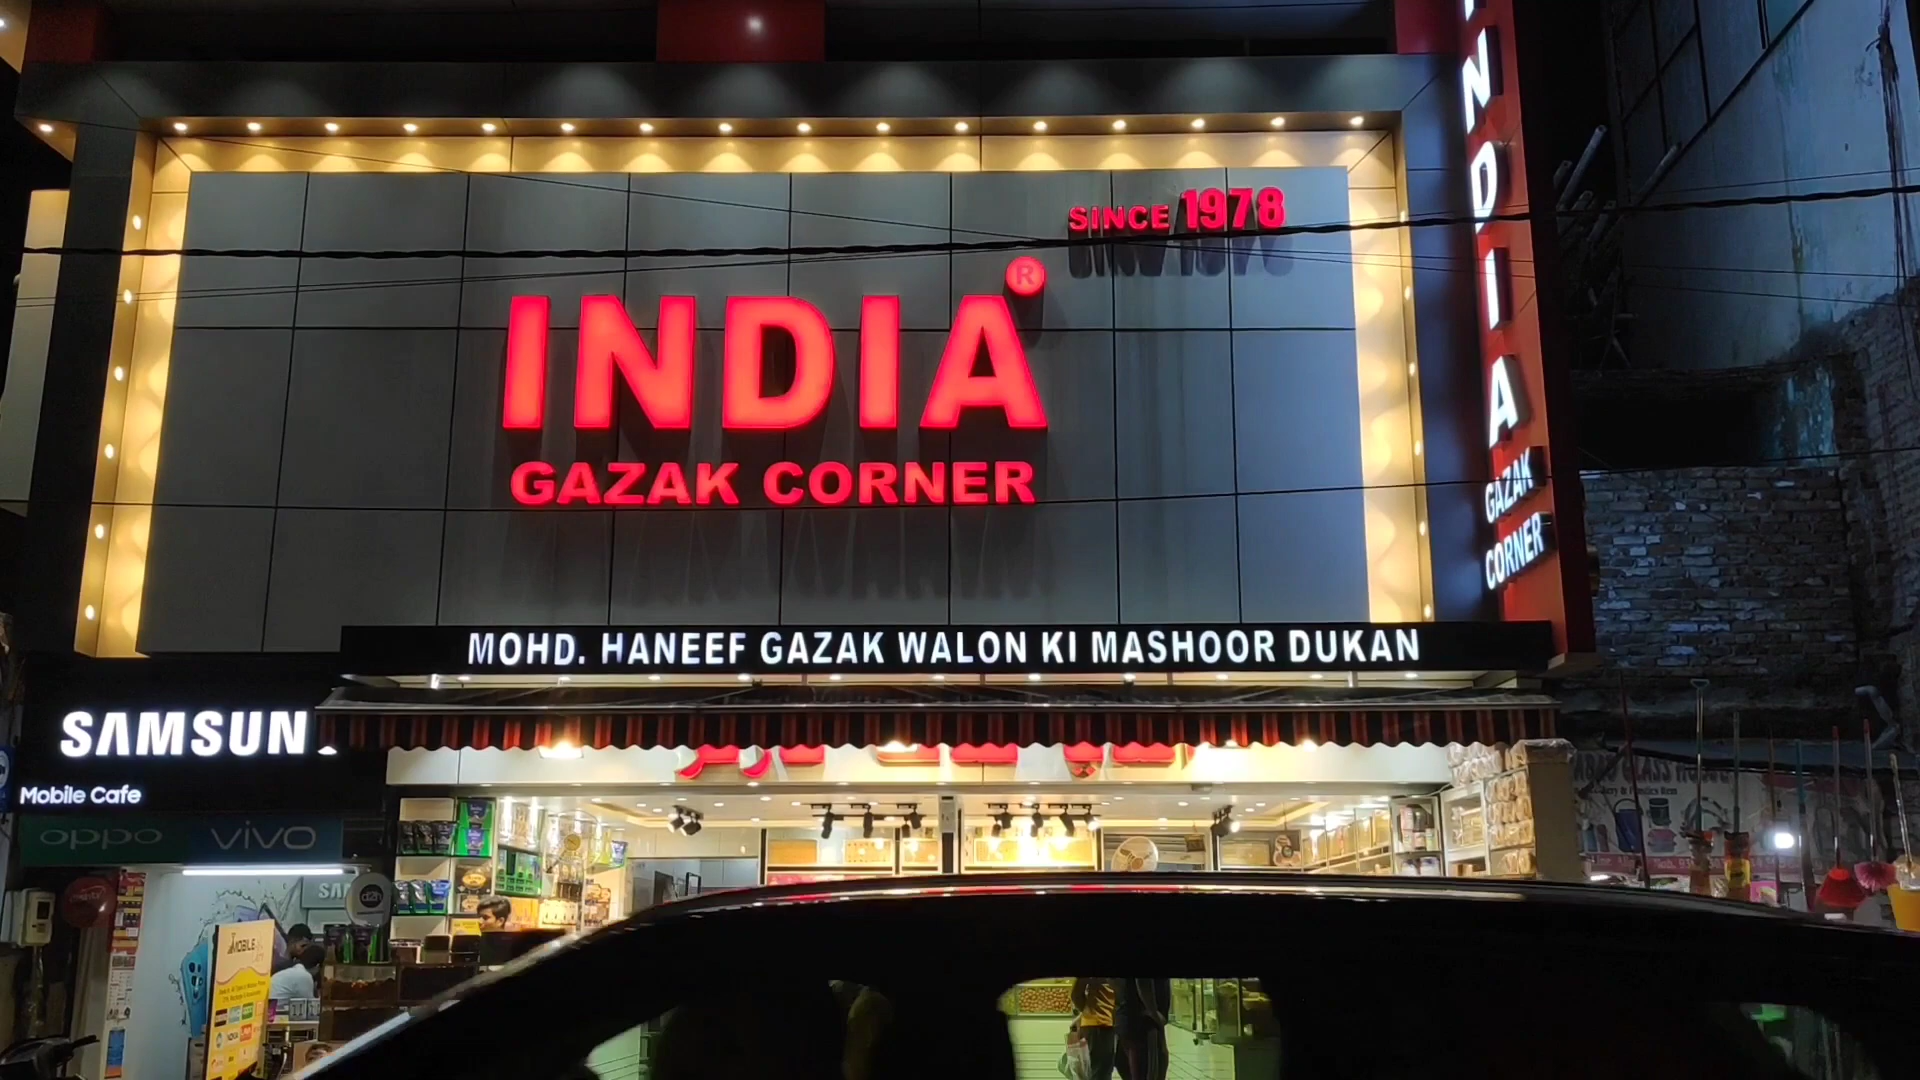 SINCE 1978
INDIA®
GAZAK CORNER
MOHD. HANEEF GAZAK WALON KI MASHOOR DUKAN
INDIA
GAZAK
CORNER
SAMSUN
Mobile Cafe
oppo
vivo
MOBILE